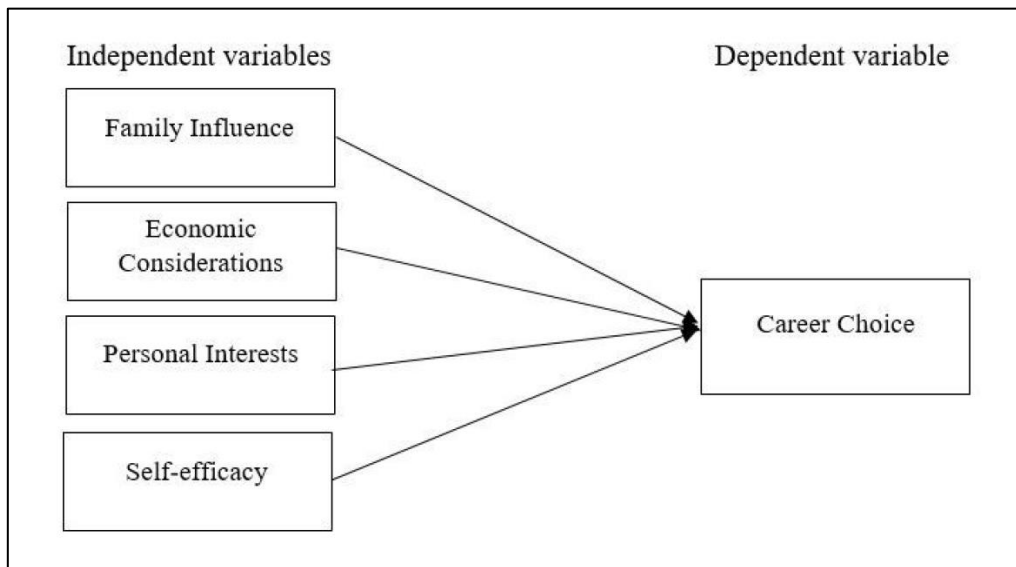 Independent variables
Dependent variable
Family Influence
Economic
Considerations
Personal Interests
Self-efficacy
Career Choice